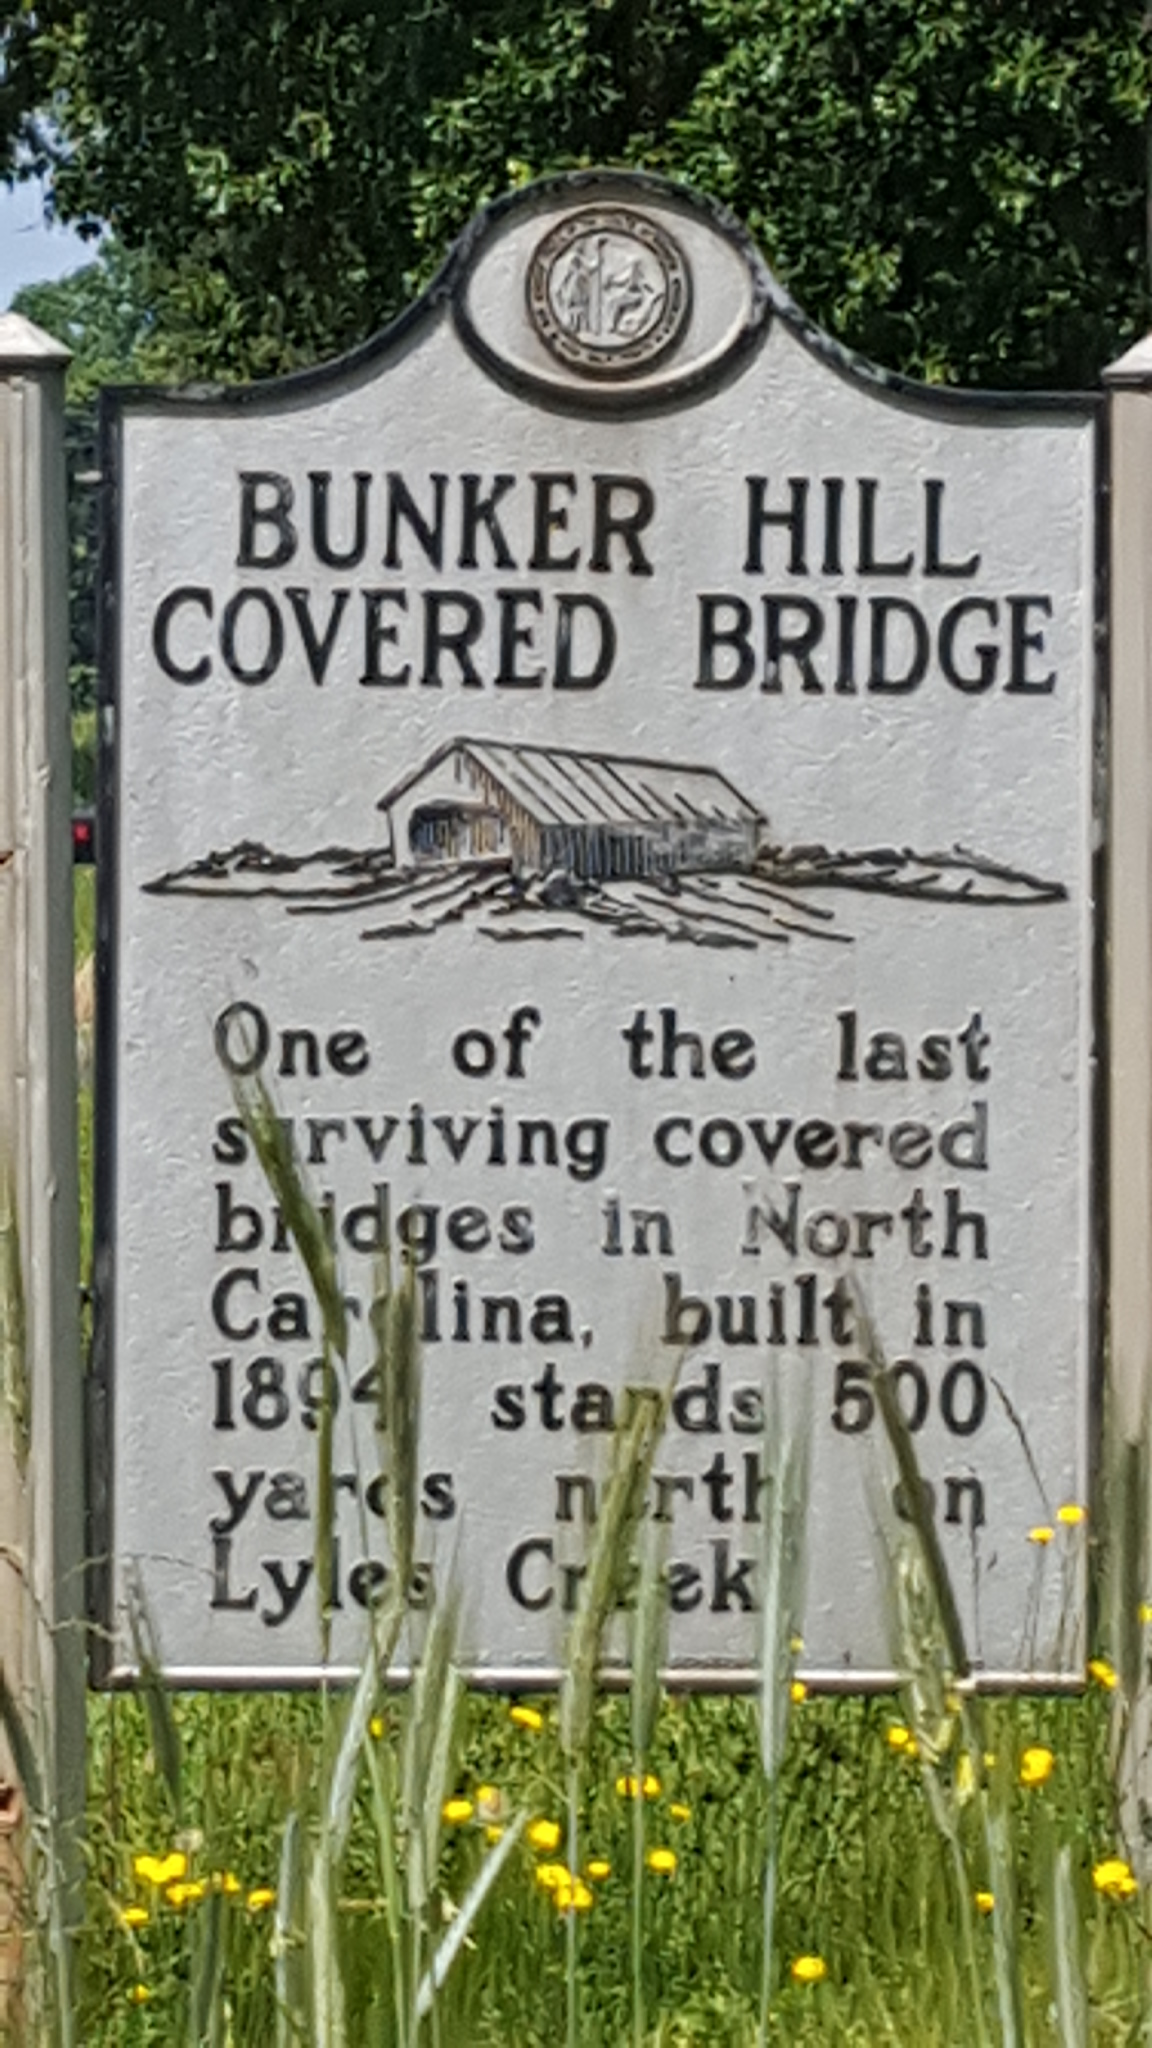 BUNKER HILL
COVERED BRIDGE
One of the last
surviving covered
bridges in North
Carolina, built in
1894 stands 500
yards north on
Lyles Creek